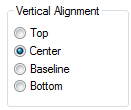 Vertical Alignment
Top
Center
Baseline
Bottom